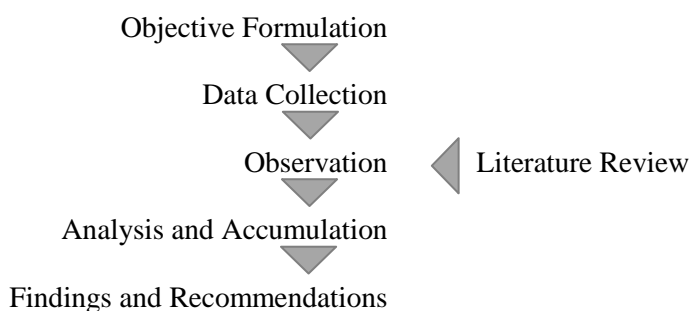 Objective Formulation
Data Collection
Observation
Literature Review
Analysis and Accumulation
Findings and Recommendations